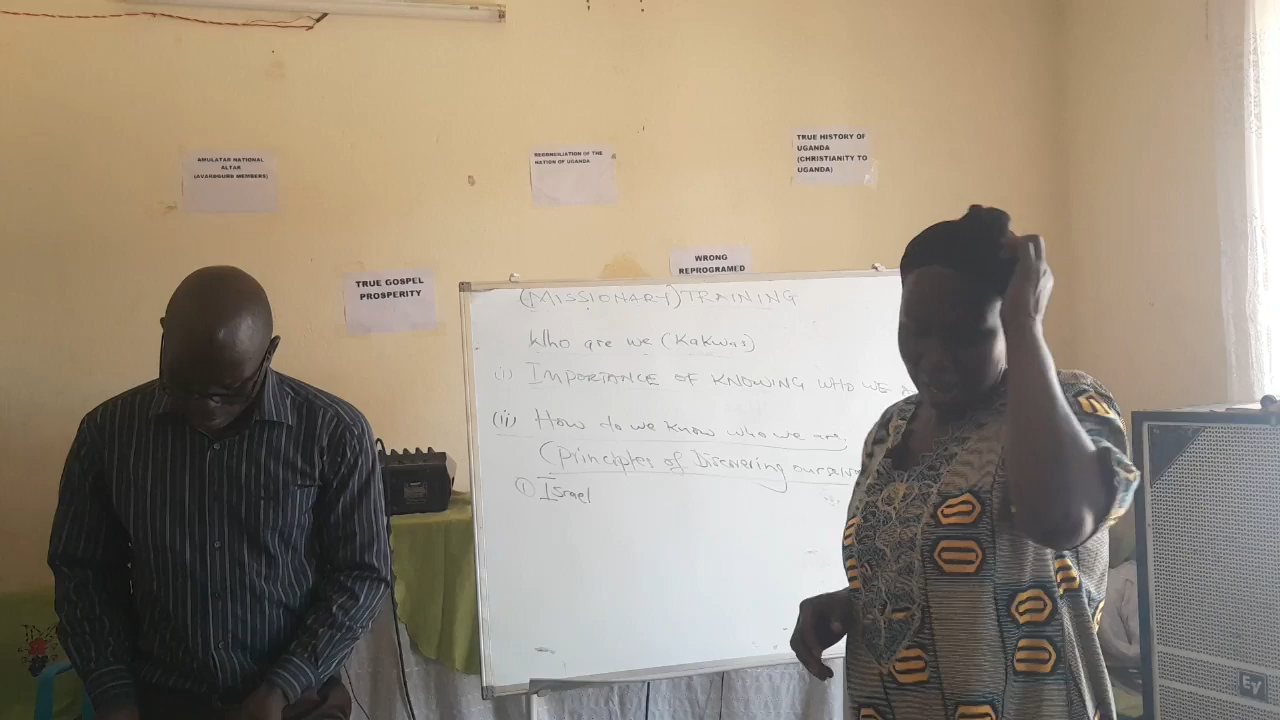 AMULATAR NATIONAL
ALTAR
(AVARDGURB MEMBERS)
RECONCILIATION OF THE
NATION OF UGANDA
TRUE HISTORY OF
UGANDA
(CHRISTIANITY TO
UGANDA)
TRUE GOSPEL
PROSPERITY
WRONG
REPROGRAMED
(MISSIONARY) TRAINING
Who are we (Kakwas)
(i) IMPORTANCE OF KNOWING WHO WE A
(ii) How do we know who we are,
(principles of Discovering ourselve
① Israel
EV